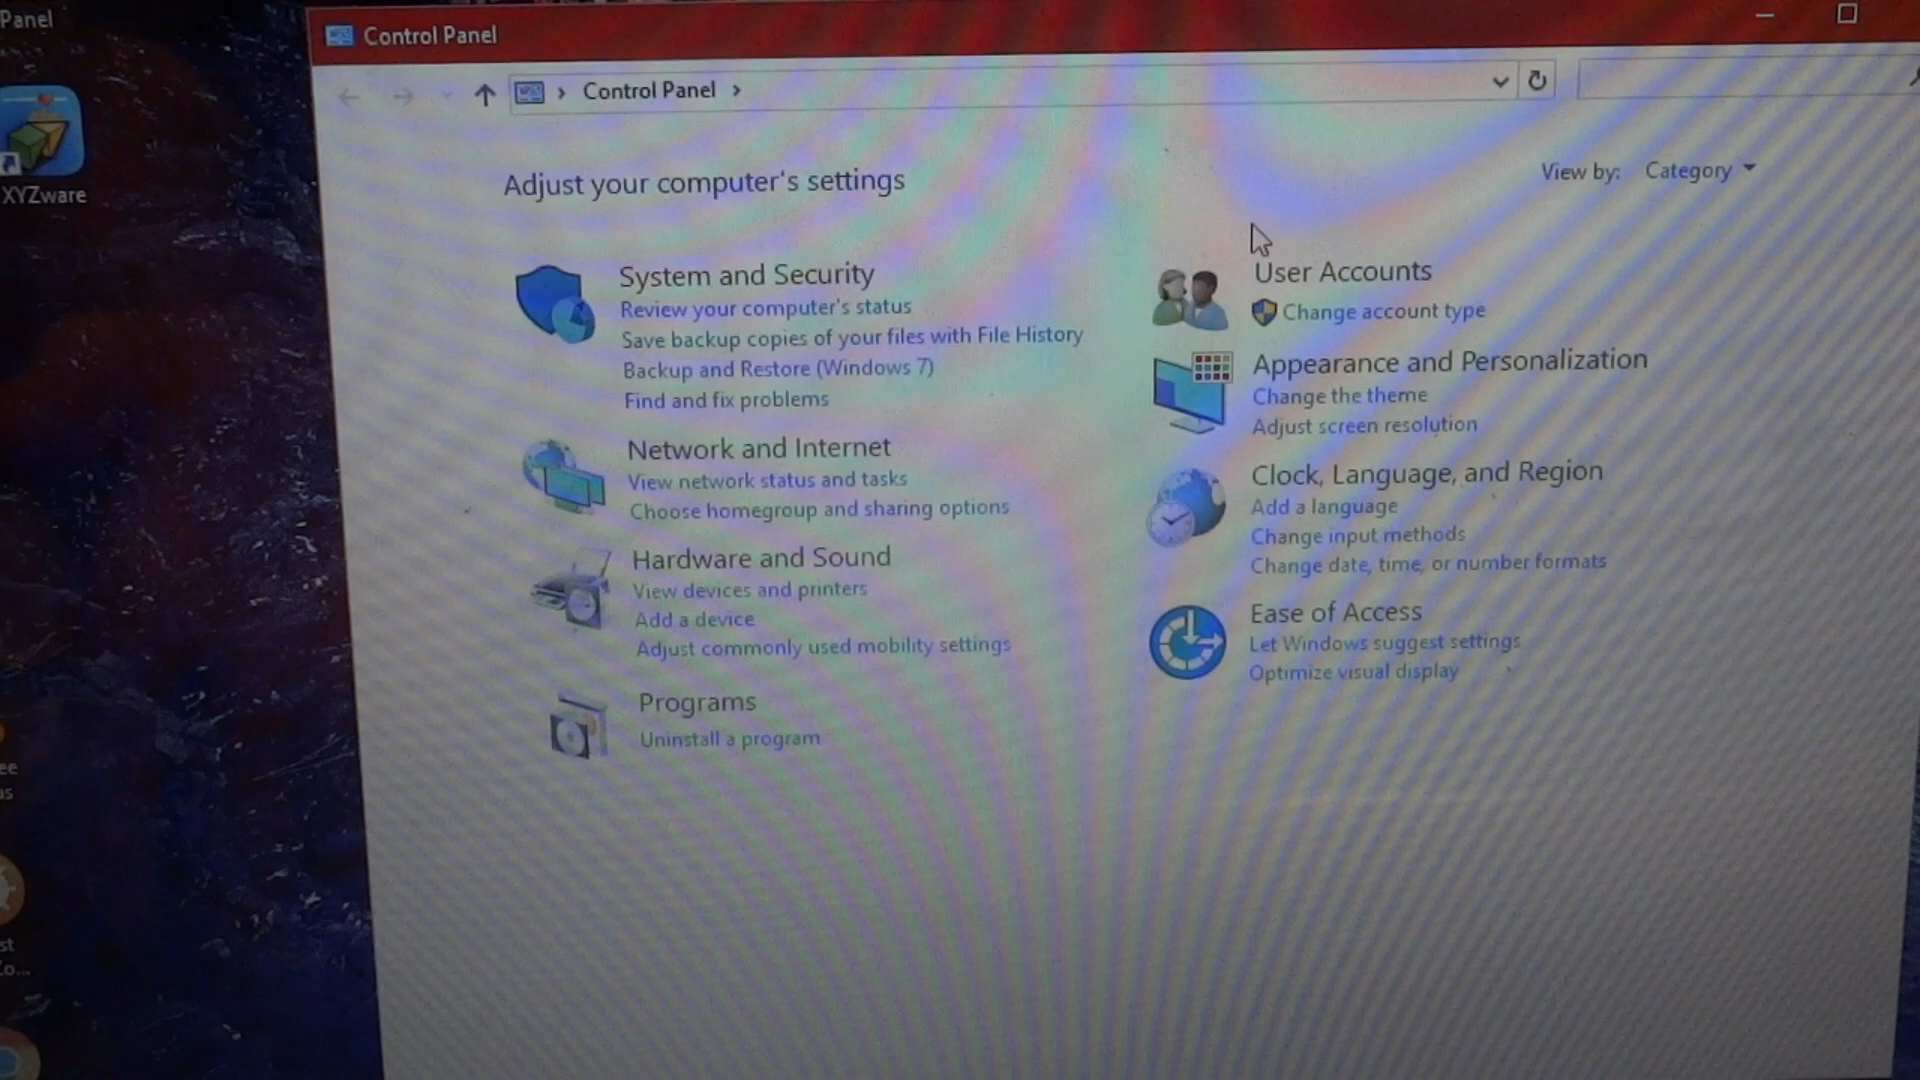 Panel
XYZware
Control Panel
Control Panel
Adjust your computer's settings
View by: Category
System and Security
Review your computer's status
Save backup copies of your files with File History
Backup and Restore (Windows 7)
Find and fix problems
Network and Internet
View network status and tasks
Choose homegroup and sharing options
Hardware and Sound
View devices and printers
Add a device
Adjust commonly used mobility settings
Programs
Uninstall a program
User Accounts
Change account type
Appearance and Personalization
Change the theme
Adjust screen resolution
Clock, Language, and Region
Add a language
Change input methods
Change date, time, or number formats
Ease of Access
Let Windows suggest settings
Optimize visual display